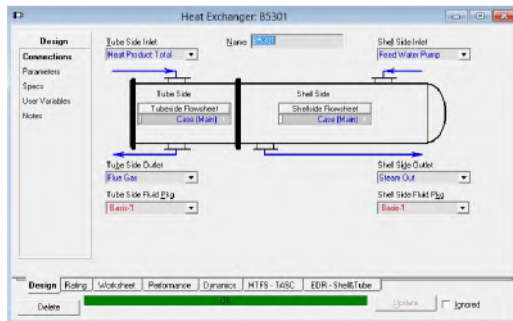 Heat Exchanger: B5301
Design
Connections
Parameters
Specs
User Variables
Notes
Tube Side Inlet
Heat Product Total
Name B5301
Shell Side Inlet
Feed Water Pump
Tube Side
Tubeside Flowsheet
Case (Main)
Shell Side
Shellside Flowsheet
Case (Main)
Tube Side Outlet
Flue Gas
Tube Side Fluid Pkg
Basis-1
Shell Side Outlet
Steam Out
Shell Side Fluid Pkg
Basis-1
Design Rating Worksheet Performance Dynamics HTFS - TASC EDR - Shell&Tube
Delete OK Update Ignored